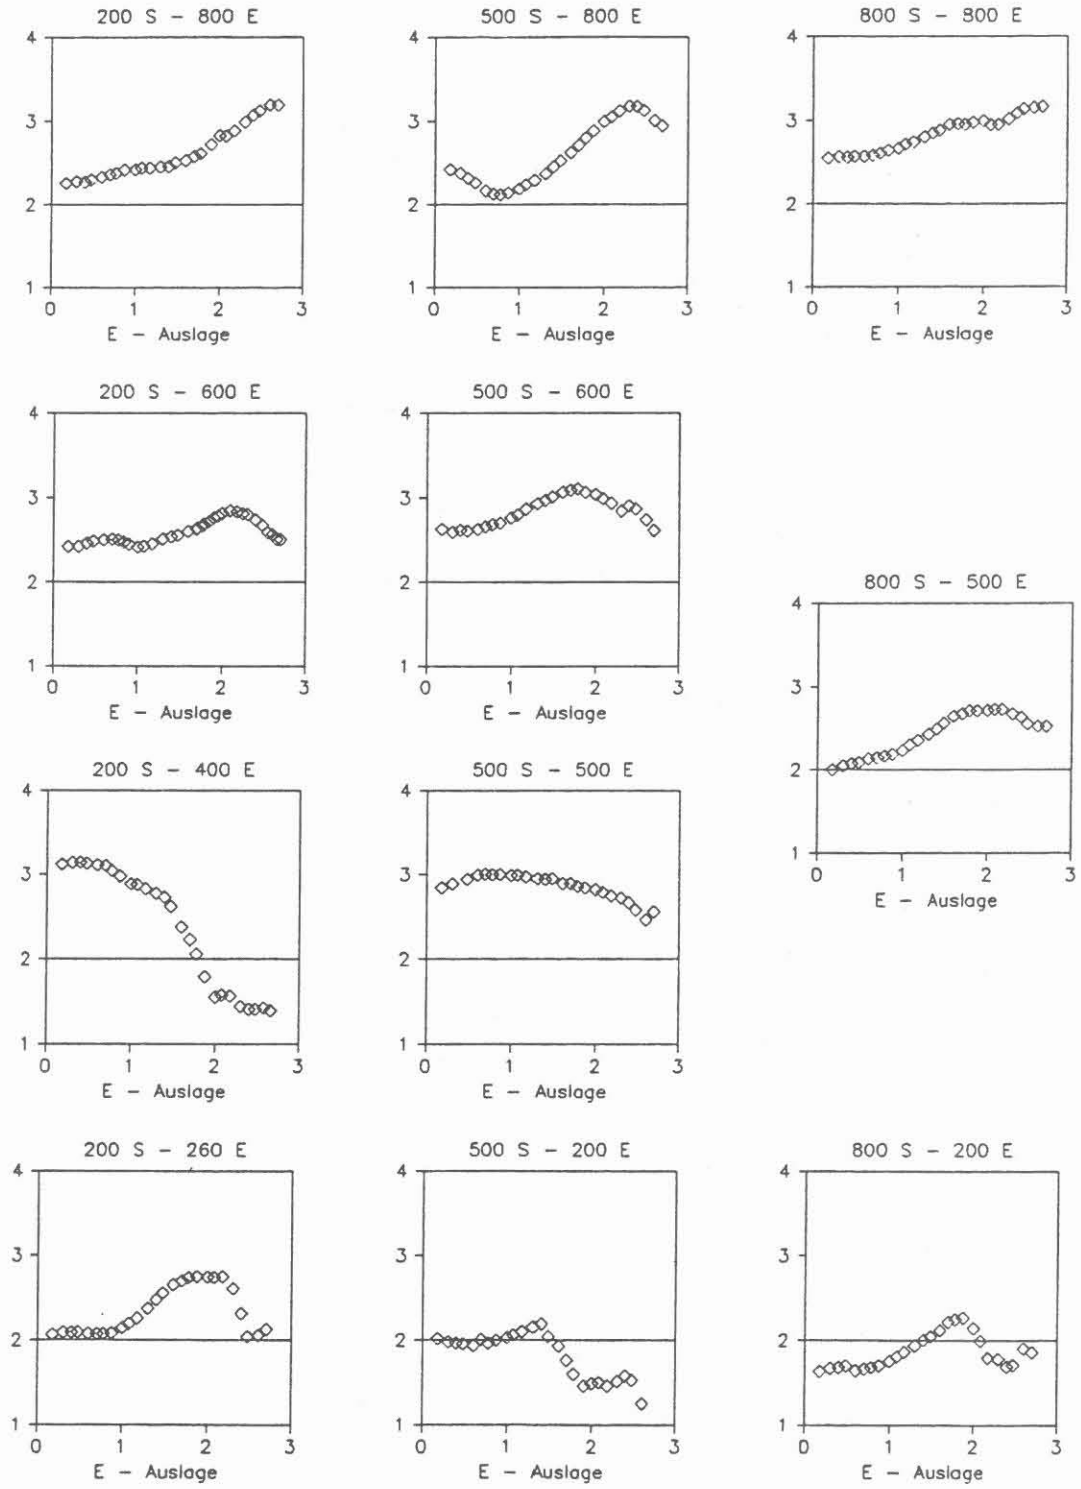 200 S – 800 E
4
3
2
1
0 1 2 3
E – Auslage
500 S – 800 E
4
3
2
1
0 1 2 3
E – Auslage
800 S – 800 E
4
3
2
1
0 1 2 3
E – Auslage
200 S – 600 E
4
3
2
1
0 1 2 3
E – Auslage
500 S – 600 E
4
3
2
1
0 1 2 3
E – Auslage
800 S – 500 E
4
3
2
1
0 1 2 3
E – Auslage
200 S – 400 E
4
3
2
1
0 1 2 3
E – Auslage
500 S – 500 E
4
3
2
1
0 1 2 3
E – Auslage
200 S – 260 E
4
3
2
1
0 1 2 3
E – Auslage
500 S – 200 E
4
3
2
1
0 1 2 3
E – Auslage
800 S – 200 E
4
3
2
1
0 1 2 3
E – Auslage